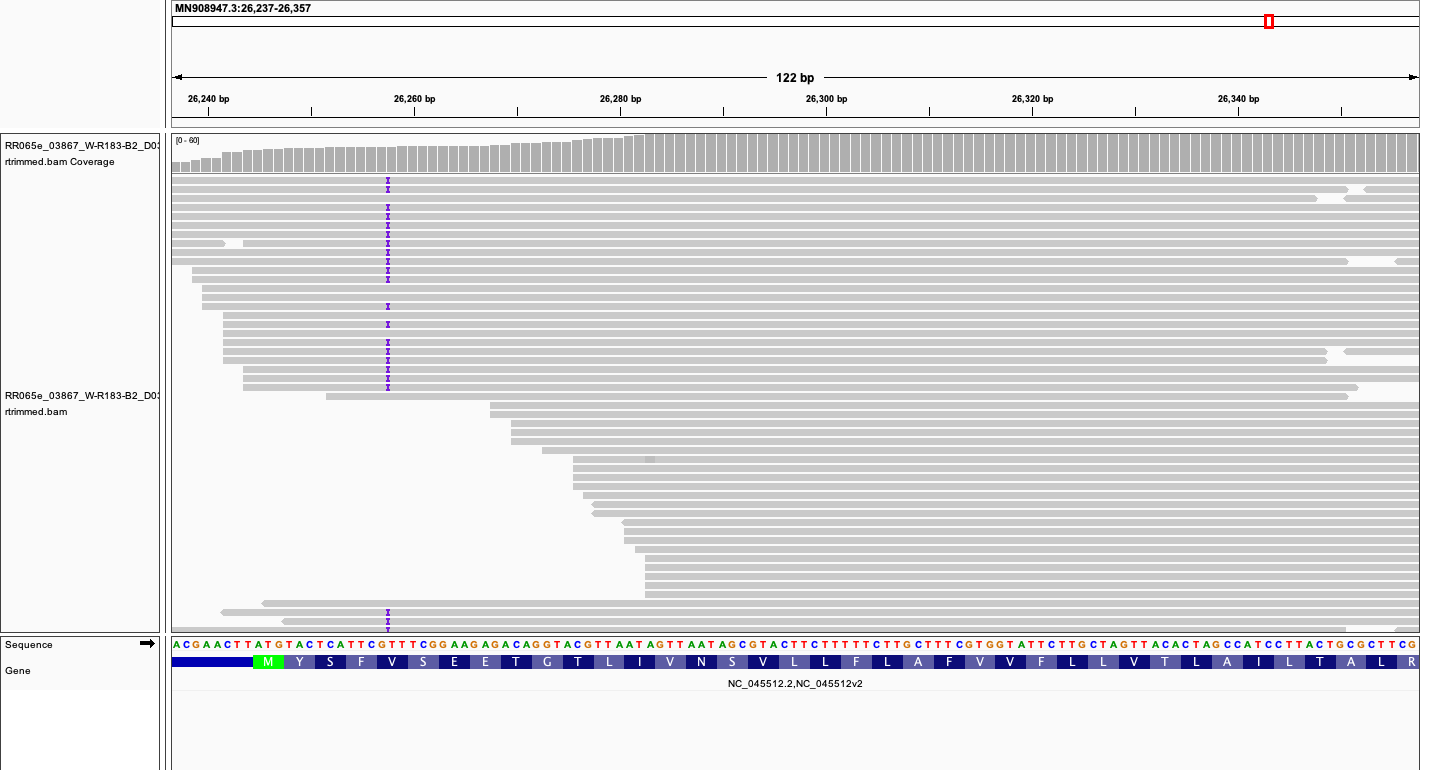 MN908947.3:26,237-26,357
122 bp
26,240 bp 26,260 bp 26,280 bp 26,300 bp 26,320 bp 26,340 bp
RR065e_03867_W-R183-B2_D03
rtrimmed.bam Coverage
[0 - 60]
RR065e_03867_W-R183-B2_D03
rtrimmed.bam
Sequence
ACGAACTTATGTACTCATTCGTTTCGGAAGAGACAGGTACGTTAATAGTTAATAGCGTACTTCTTTTTCTTGCTTTCGTGGTATTCTTGCTAGTTACACTAGCCATCCTTACTGCGCTTCG
Gene
M Y S F V S E E T G T L I V N S V L L F L A F V V F L L V T L A I L T A L R
NC_045512.2,NC_045512v2